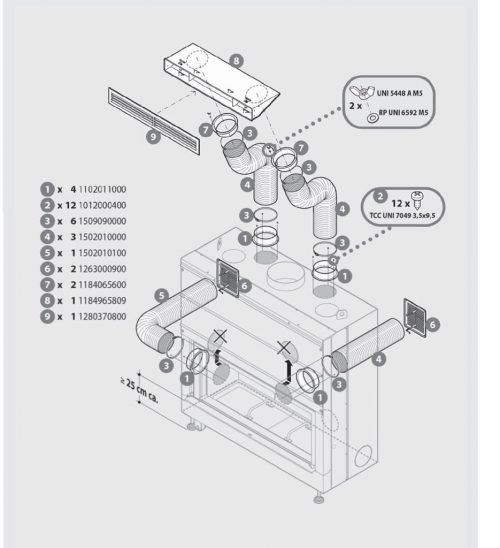 8
UNI 5448 A M5
2 x
RP UNI 6592 M5
9
7
3
7
3
4
4
2
12 x
TCC UNI 7049 3,5x9,5
1 x 4 1102011000
2 x 12 1012000400
3 x 6 1509090000
4 x 3 1502010000
5 x 1 1502010100
6 x 2 1263000900
7 x 2 1184065600
8 x 1 1184965809
9 x 1 11280370800
3
1
3
1
6
5
6
4
3
1
1
3
≥ 25 cm ca.